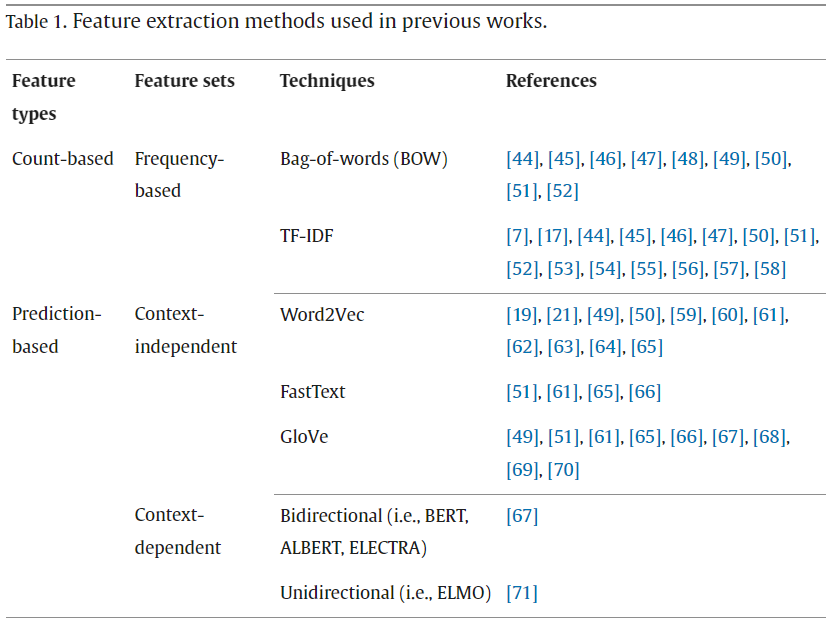 Table 1. Feature extraction methods used in previous works.
Feature types Feature sets Techniques References
Count-based Frequency-based Bag-of-words (BOW) [44], [45], [46], [47], [48], [49], [50], [51], [52]
TF-IDF [7], [17], [44], [45], [46], [47], [50], [51], [52], [53], [54], [55], [56], [57], [58]
Prediction-based Context-independent Word2Vec [19], [21], [49], [50], [59], [60], [61], [62], [63], [64], [65]
FastText [51], [61], [65], [66]
GloVe [49], [51], [61], [65], [66], [67], [68], [69], [70]
Context-dependent Bidirectional (i.e., BERT, ALBERT, ELECTRA) [67]
Unidirectional (i.e., ELMO) [71]